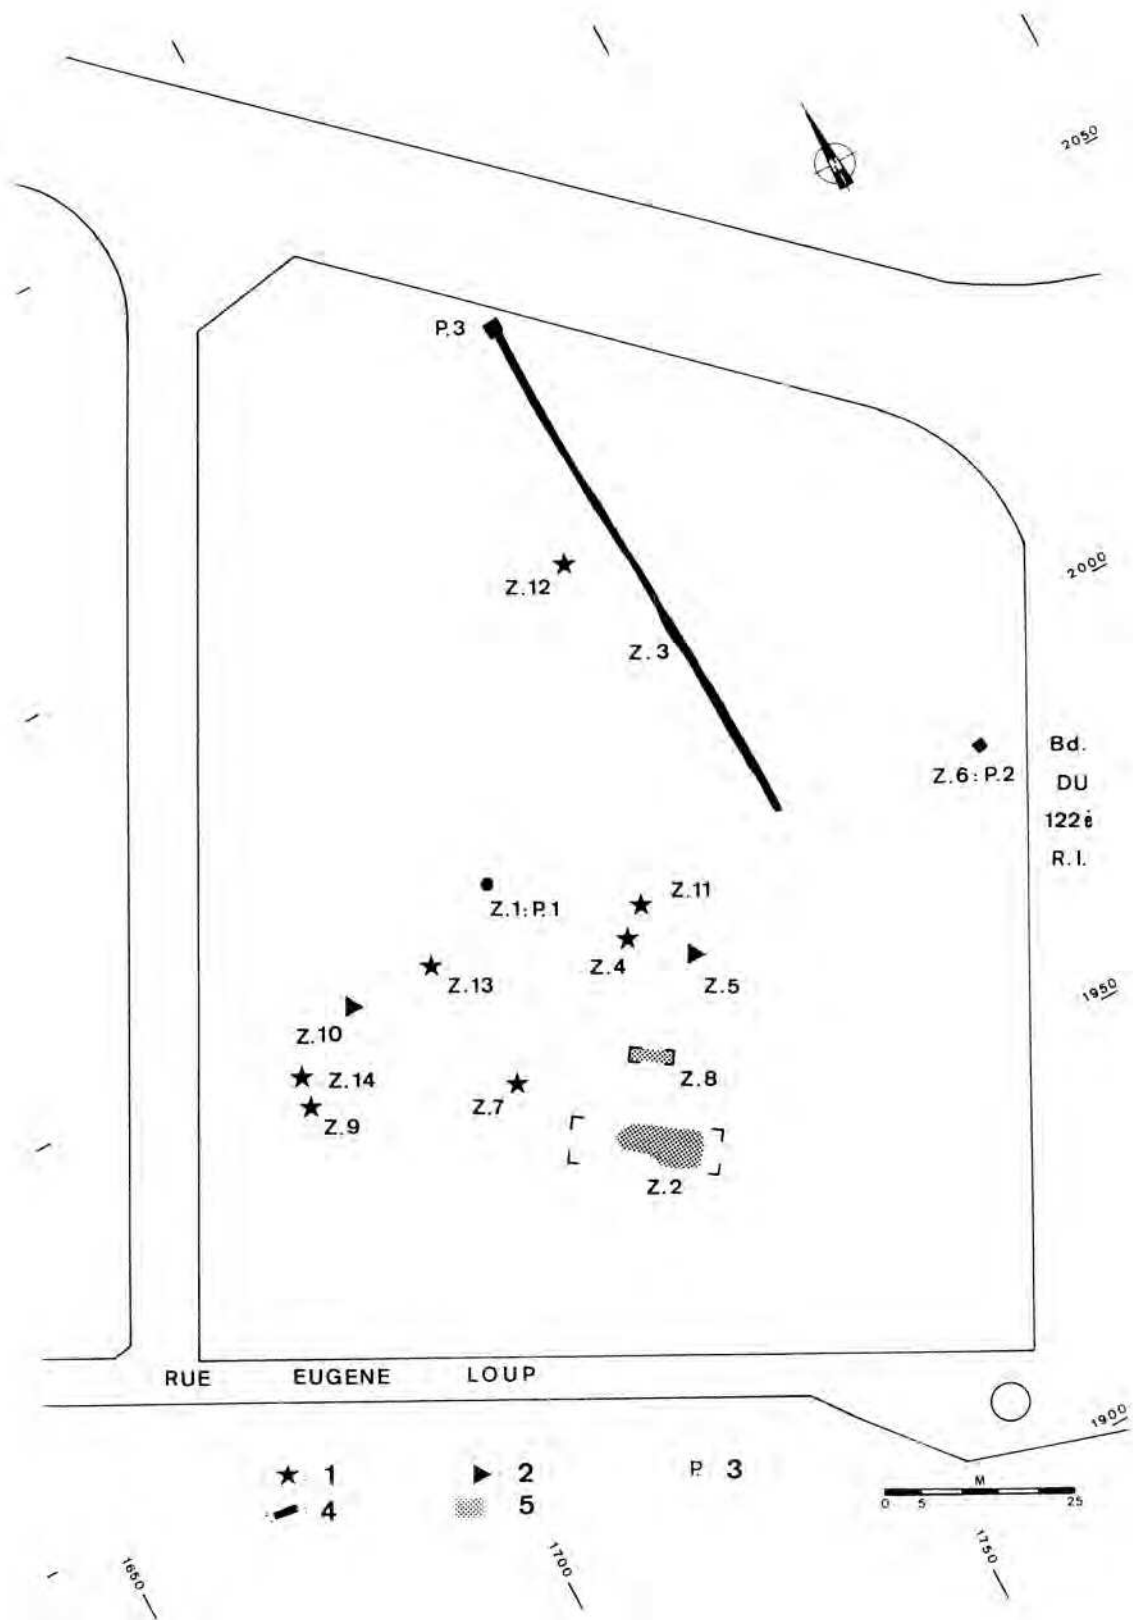 2050
P.3
2000
Z.12
Z.3
Bd.
DU
122è
R.I.
Z.6:P.2
Z.11
Z.1:P.1
Z.4
Z.5
Z.13
1950
Z.10
Z.14
Z.8
Z.7
Z.9
Z.2
RUE EUGENE LOUP
1900
1 2 P. 3
4 5
M
0 5 25
1650 1700 1750